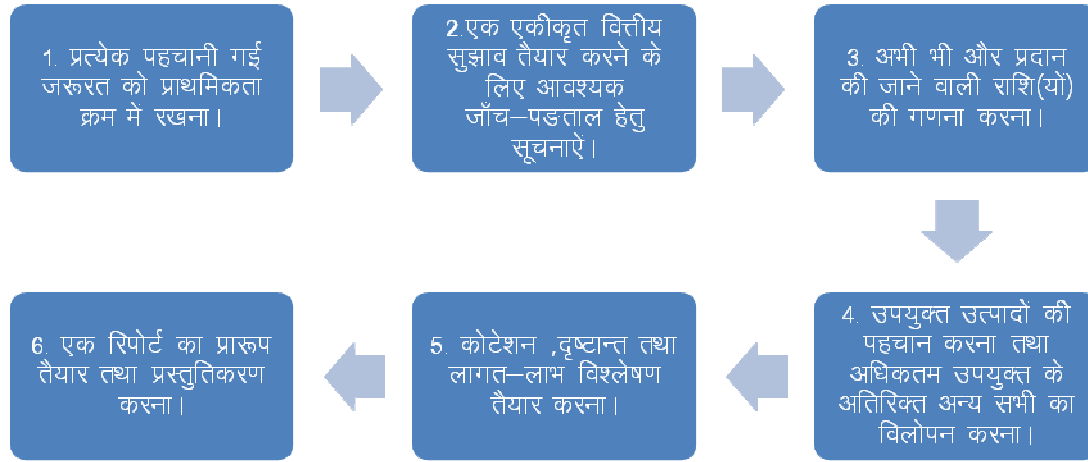 1. प्रत्येक पहचानी गई
जरूरत को प्राथमिकता
क्रम में रखना।
2.एक एकीकृत वित्तीय
सुझाव तैयार करने के
लिए आवश्यक
जाँच–पङताल हेतु
सूचनाऐं।
3. अभी भी और प्रदान
की जाने वाली राशि(यों)
की गणना करना।
4. उपयुक्त उत्पादों की
पहचान करना तथा
अधिकतम उपयुक्त के
अतिरिक्त अन्य सभी का
विलोपन करना।
5. कोटेशन ,दृष्टान्त तथा
लागत–लाभ विश्लेषण
तैयार करना।
6. एक रिपोर्ट का प्रारूप
तैयार तथा प्रस्तुतिकरण
करना।